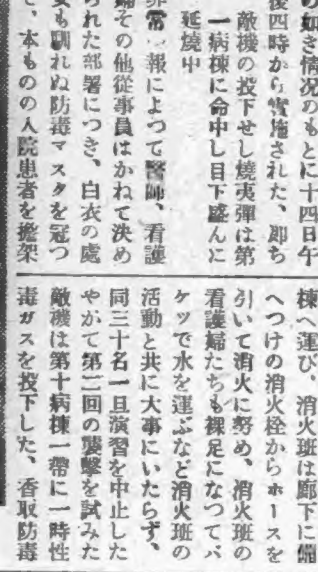 の如き情况のもとに十四日午
後四時から實施された、即ち
敵機の投下せし燒夷彈は第
一病棟に命中し目下盛んに
延燒中
常報によつて醫師、看護
婦その他從事員はかねて決め
られた部署につき、白衣の處
女も馴れぬ防毒マスクを冠つ
て、本ものの入院患者を擔架
棟へ運び、消火班は廊下に備
へつけの消火栓からホースを
引いて消火に努め、消火班の
看護婦たちも裸足になつてバ
ケツで水を運ぶなど消火班の
活動と共に大事にいたらず、
同三十名一旦演習を中止した
やがて第二回の襲擊を試みた
敵機は第十病棟一帶に一時性
毒ガスを投下した、香取防毒